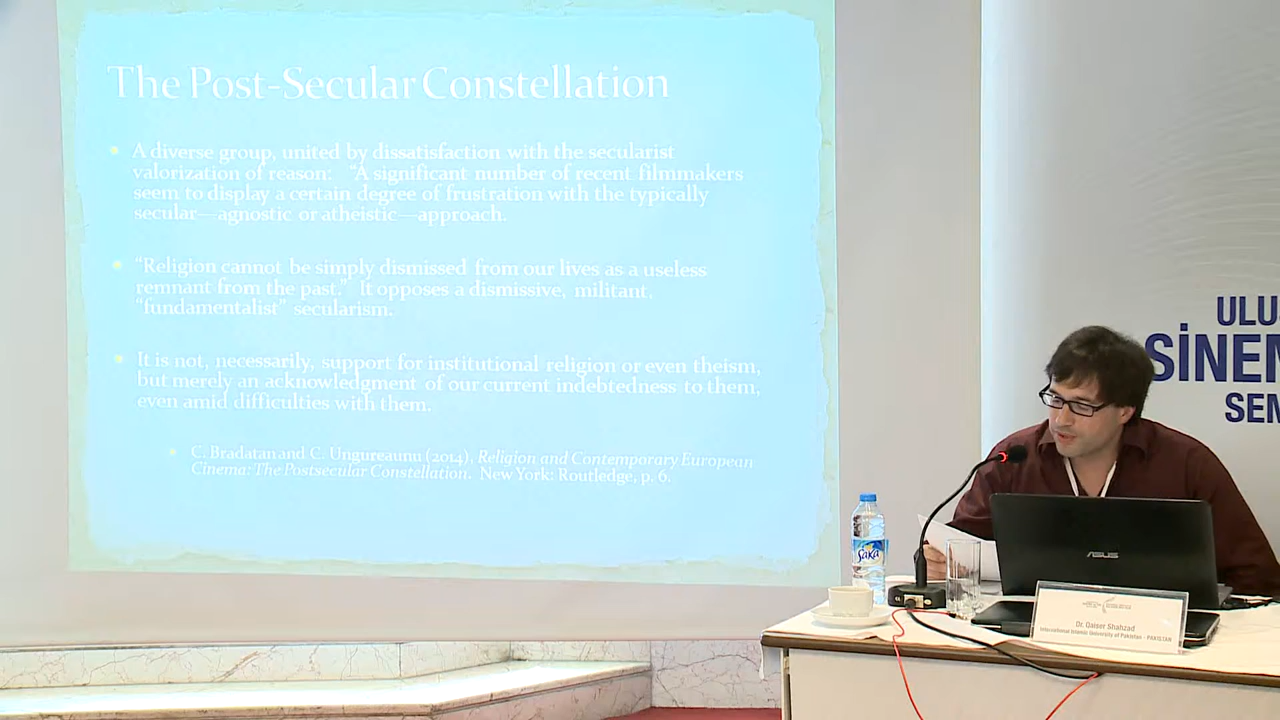 The Post-Secular Constellation
A diverse group, united by dissatisfaction with the secularist
valorization of reason: "A significant number of recent filmmakers
seem to display a certain degree of frustration with the typically
secular—agnostic or atheistic—approach.
"Religion cannot be simply dismissed from our lives as a useless
remnant from the past." It opposes a dismissive, militant,
"fundamentalist" secularism.
It is not, necessarily, support for institutional religion or even theism,
but merely an acknowledgment of our current indebtedness to them,
even amid difficulties with them.
C. Bradatan and C. Ungureaunu (2014), Religion and Contemporary European
Cinema: The Postsecular Constellation. New York: Routledge, p. 6.
ULUS
SİNEM
SEM
Saka
ASUS
Dr. Qaiser Shahzad
International Islamic University of Pakistan - PAKISTAN